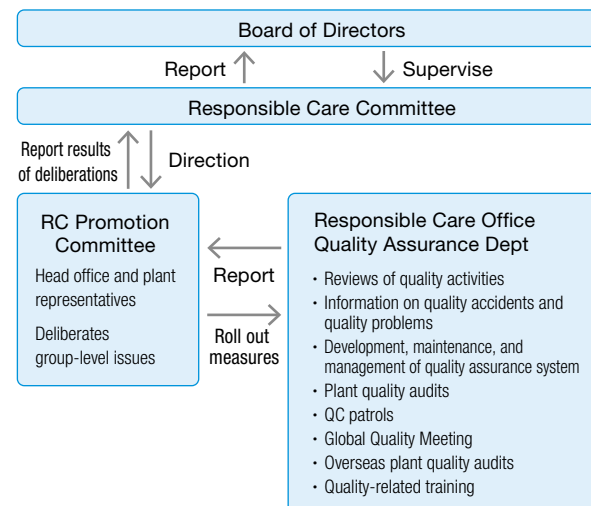 Board of Directors
Report
Supervise
Responsible Care Committee
Report results
of deliberations
Direction
RC Promotion
Committee
Head office and plant
representatives
Deliberates
group-level issues
Report
Roll out
measures
Responsible Care Office
Quality Assurance Dept
・Reviews of quality activities
・Information on quality accidents and
quality problems
・Development, maintenance, and
management of quality assurance system
・Plant quality audits
・QC patrols
・Global Quality Meeting
・Overseas plant quality audits
・Quality-related training